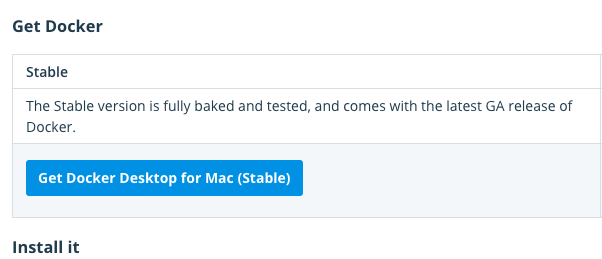 Get Docker
Stable
The Stable version is fully baked and tested, and comes with the latest GA release of
Docker.
Get Docker Desktop for Mac (Stable)
Install it